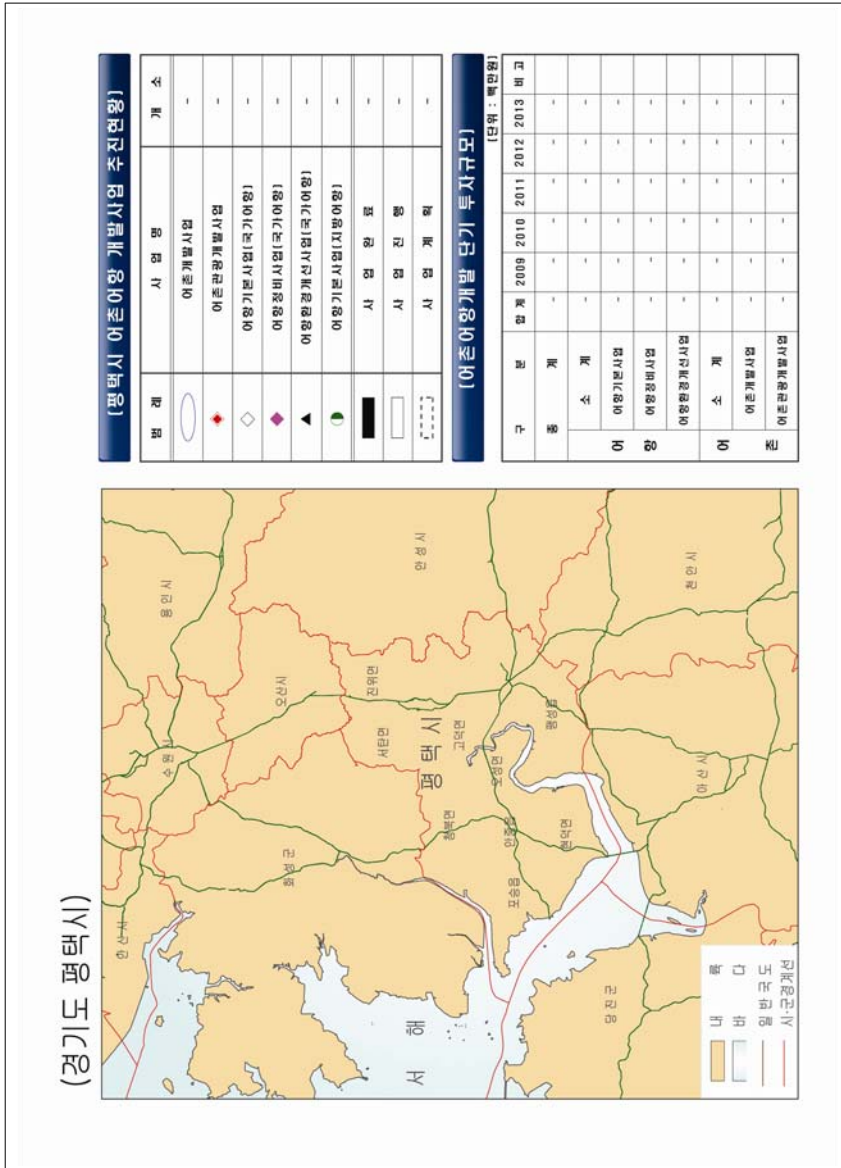 (경기도 평택시)
안산시
수원시
용인시
화성군
오산시
서탄면
진위면
안성시
평택시
청북면
고덕면
서해
포승읍
안중읍
오성면
현덕면
팽성읍
당진군
아산시
천안시
내 륙
바 다
일반국도
시·군경계선
[평택시 어촌어항 개발사업 추진현황]
범 례 사 업 명 개 소
어촌개발사업 -
어촌관광개발사업 -
어항기본사업(국가어항) -
어항정비사업(국가어항) -
어항환경개선사업(국가어항) -
어항기본사업(지방어항) -
사 업 완 료 -
사 업 진 행 -
사 업 계 획 -
[어촌어항개발 단기 투자규모]
[단위 : 백만원]
구 분 합 계 2009 2010 2011 2012 2013 비 고
총 계 - - - - - -
어 항
소 계 - - - - - -
어항기본사업 - - - - - -
어항정비사업 - - - - - -
어항환경개선사업 - - - - - -
어 촌
소 계 - - - - - -
어촌개발사업 - - - - - -
어촌관광개발사업 - - - - - -